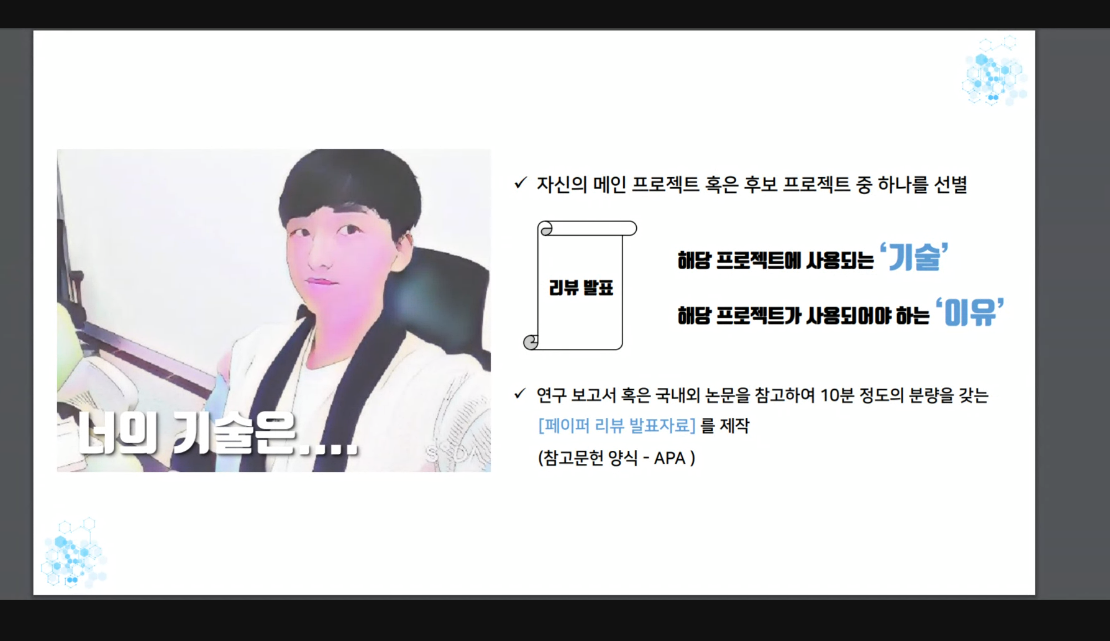 자신의 메인 프로젝트 혹은 후보 프로젝트 중 하나를 선별
리뷰 발표
해당 프로젝트에 사용되는 ‘기술’
해당 프로젝트가 사용되어야 하는 ‘이유’
연구 보고서 혹은 국내외 논문을 참고하여 10분 정도의 분량을 갖는
[페이퍼 리뷰 발표자료] 를 제작
(참고문헌 양식 - APA )
너의 기술은....